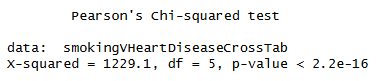 Pearson's Chi-squared test
data:  smokingVHeartDiseaseCrossTab
X-squared = 1229.1, df = 5, p-value < 2.2e-16